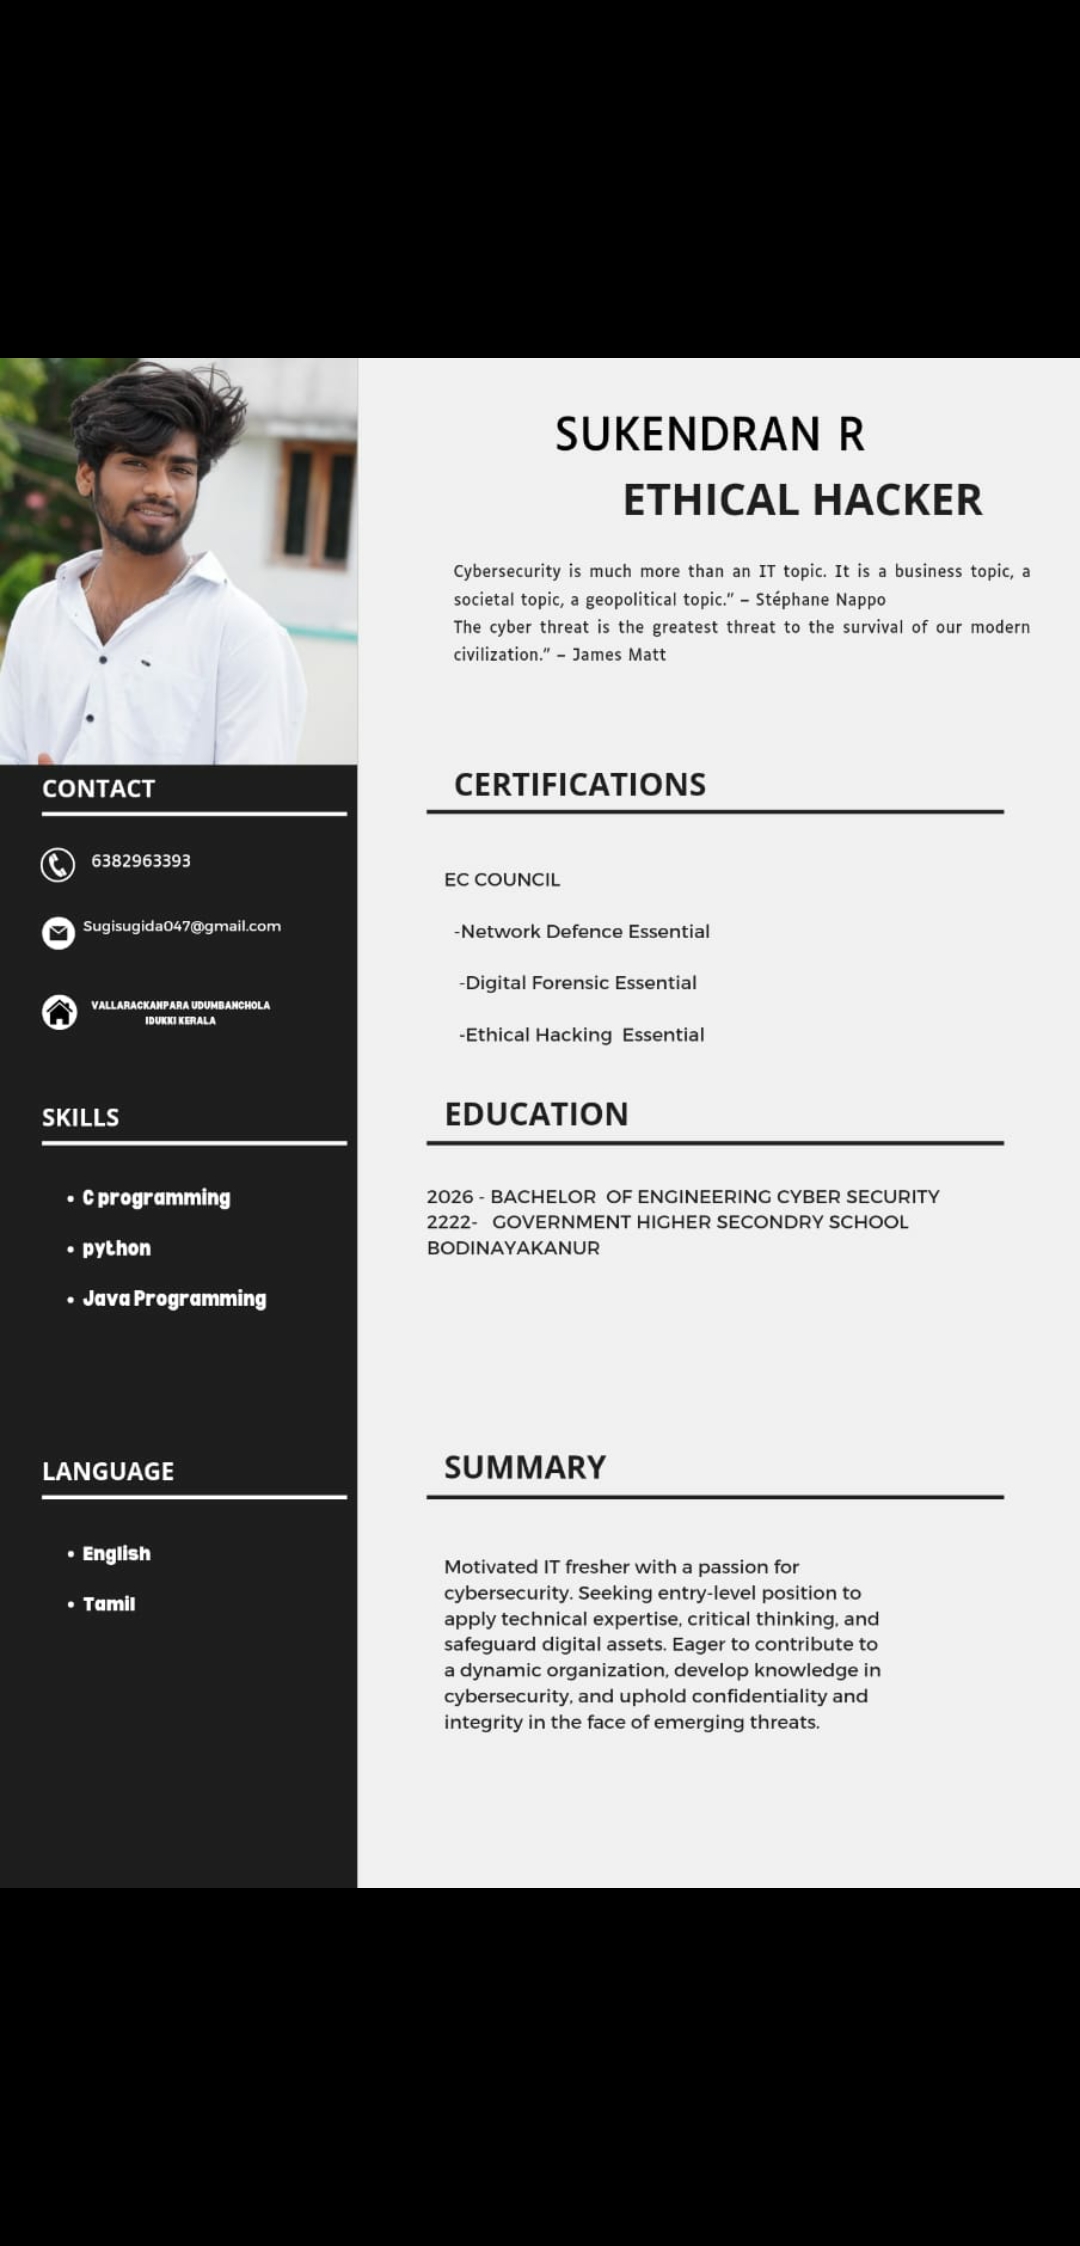 SUKENDRAN R
ETHICAL HACKER
Cybersecurity is much more than an IT topic. It is a business topic, a
societal topic, a geopolitical topic.” – Stéphane Nappo
The cyber threat is the greatest threat to the survival of our modern
civilization.” – James Matt
CONTACT
6382963393
Sugisugida047@gmail.com
VALLARACKANPARA UDUMBANCHOLA
IDUKKI KERALA
SKILLS
• C programming
• python
• Java Programming
LANGUAGE
• English
• Tamil
CERTIFICATIONS
EC COUNCIL
-Network Defence Essential
-Digital Forensic Essential
-Ethical Hacking  Essential
EDUCATION
2026 - BACHELOR  OF ENGINEERING CYBER SECURITY
2222-   GOVERNMENT HIGHER SECONDRY SCHOOL
BODINAYAKANUR
SUMMARY
Motivated IT fresher with a passion for
cybersecurity. Seeking entry-level position to
apply technical expertise, critical thinking, and
safeguard digital assets. Eager to contribute to
a dynamic organization, develop knowledge in
cybersecurity, and uphold confidentiality and
integrity in the face of emerging threats.